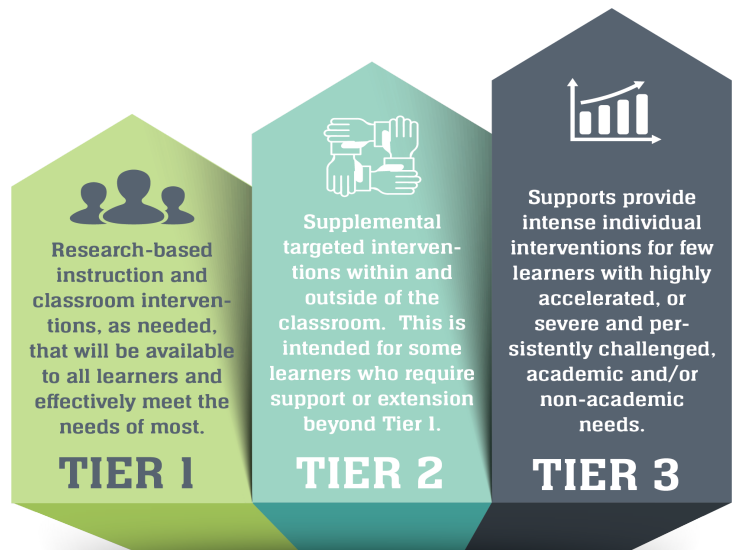 Research-based
instruction and
classroom interven-
tions, as needed,
that will be available
to all learners and
effectively meet the
needs of most.
TIER 1
Supplemental
targeted interven-
tions within and
outside of the
classroom.  This is
intended for some
learners who require
support or extension
beyond Tier 1.
TIER 2
Supports provide
intense individual
interventions for few
learners with highly
accelerated, or
severe and per-
sistently challenged,
academic and/or
non-academic
needs.
TIER 3